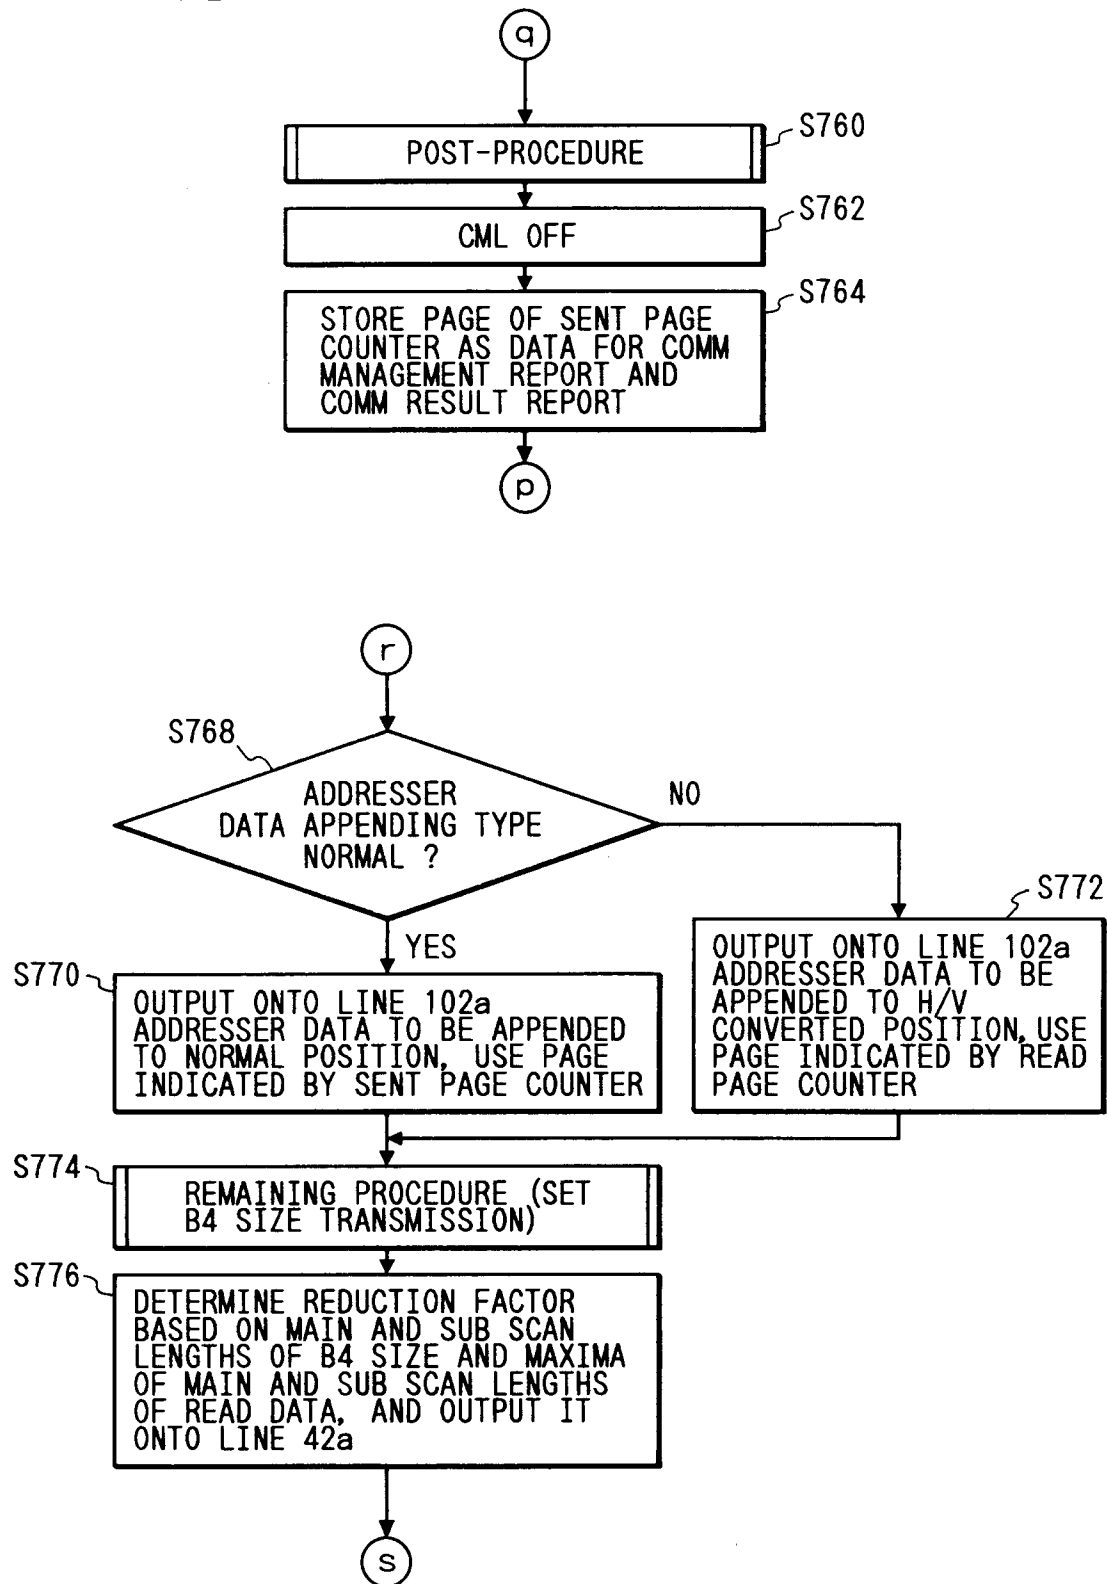 q
S760
POST-PROCEDURE
S762
CML OFF
S764
STORE PAGE OF SENT PAGE
COUNTER AS DATA FOR COMM
MANAGEMENT REPORT AND
COMM RESULT REPORT
p
r
S768
ADDRESSER
DATA APPENDING TYPE
NORMAL ?
NO
YES
S770
OUTPUT ONTO LINE 102a
ADDRESSER DATA TO BE APPENDED
TO NORMAL POSITION, USE PAGE
INDICATED BY SENT PAGE COUNTER
S772
OUTPUT ONTO LINE 102a
ADDRESSER DATA TO BE
APPENDED TO H/V
CONVERTED POSITION, USE
PAGE INDICATED BY READ
PAGE COUNTER
S774
REMAINING PROCEDURE (SET
B4 SIZE TRANSMISSION)
S776
DETERMINE REDUCTION FACTOR
BASED ON MAIN AND SUB SCAN
LENGTHS OF B4 SIZE AND MAXIMA
OF MAIN AND SUB SCAN LENGTHS
OF READ DATA, AND OUTPUT IT
ONTO LINE 42a
s